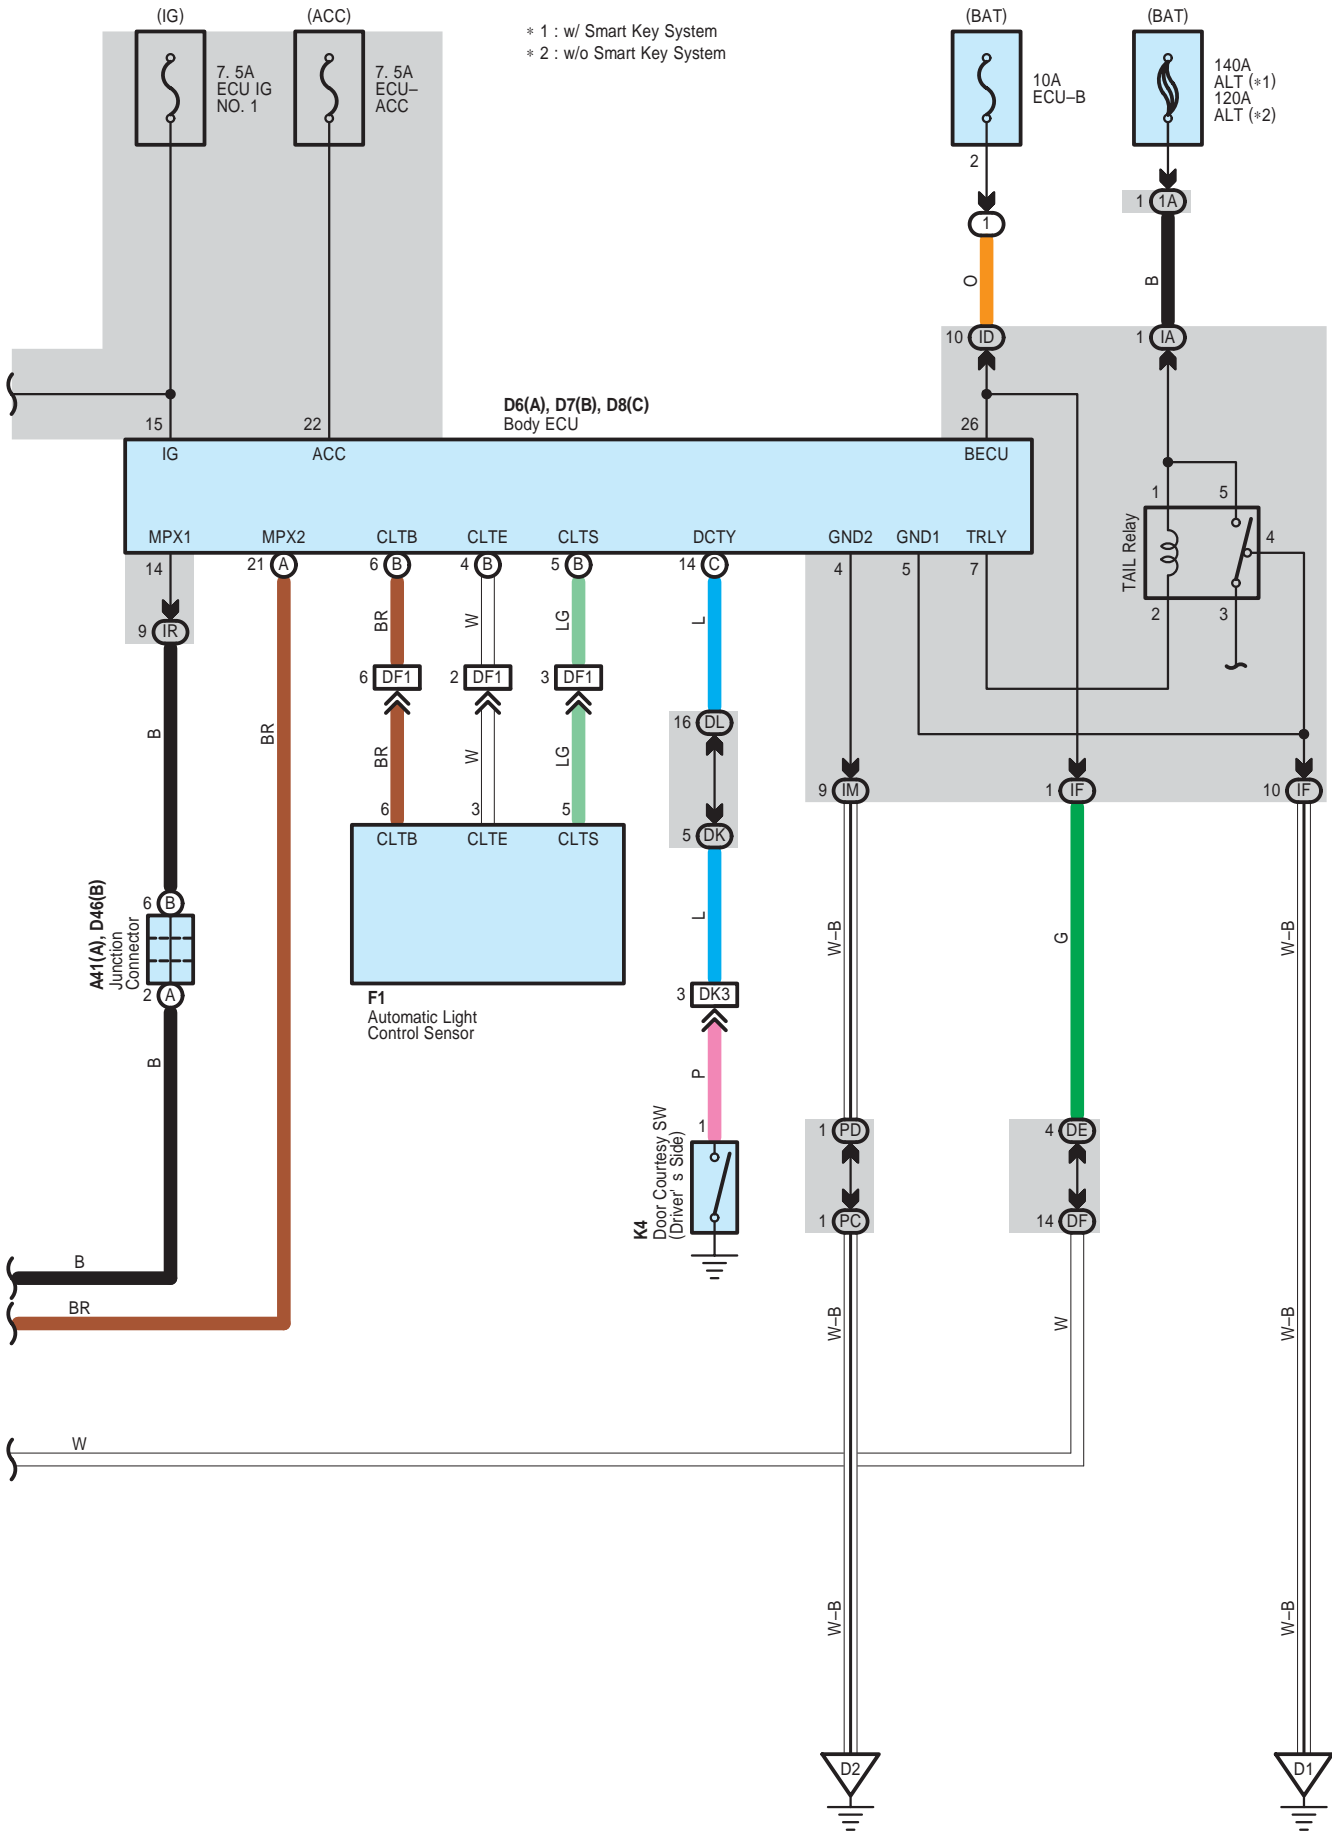 (IG)
(ACC)
∗ 1 : w/ Smart Key System
∗ 2 : w/o Smart Key System
(BAT)
(BAT)
7. 5A
ECU IG
NO. 1
7. 5A
ECU–
ACC
10A
ECU–B
140A
ALT (∗1)
120A
ALT (∗2)
2
1
1 1A
O
B
10 ID
1 IA
D6(A), D7(B), D8(C)
Body ECU
15
22
26
IG
ACC
BECU
MPX1
MPX2
CLTB
CLTE
CLTS
DCTY
GND2
GND1
TRLY
14
21 A
6 B
4 B
5 B
14 C
4
5
7
TAIL Relay
1
5
4
2
3
9 IR
BR
W
LG
L
6 DF1
2 DF1
3 DF1
B
BR
BR
W
LG
16 DL
6
3
5
CLTB
CLTE
CLTS
5 DK
9 IM
1 IF
10 IF
A41(A), D46(B)
Junction
Connector
6 B
2 A
F1
Automatic Light
Control Sensor
L
W–B
G
W–B
3 DK3
B
P
1
K4
Door Courtesy SW
(Driver' s Side)
1 PD
4 DE
1 PC
14 DF
B
BR
W–B
W
W–B
W
W–B
W–B
D2
D1